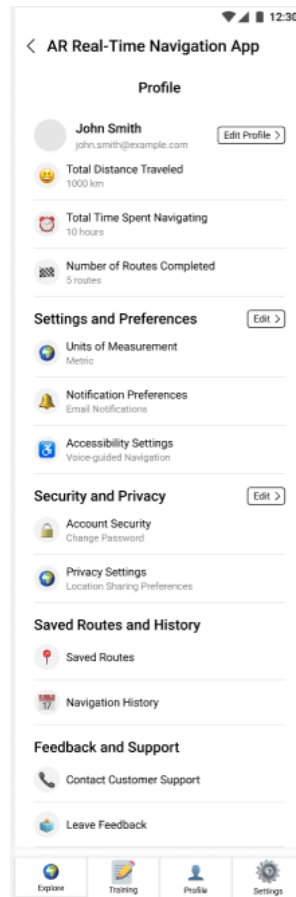 12:30
AR Real-Time Navigation App
Profile
John Smith
john.smith@example.com
Edit Profile >
Total Distance Traveled
1000 km
Total Time Spent Navigating
10 hours
Number of Routes Completed
5 routes
Settings and Preferences
Edit >
Units of Measurement
Metric
Notification Preferences
Email Notifications
Accessibility Settings
Voice-guided Navigation
Security and Privacy
Edit >
Account Security
Change Password
Privacy Settings
Location Sharing Preferences
Saved Routes and History
Saved Routes
17
Navigation History
Feedback and Support
Contact Customer Support
Leave Feedback
Explore
Training
Profile
Settings